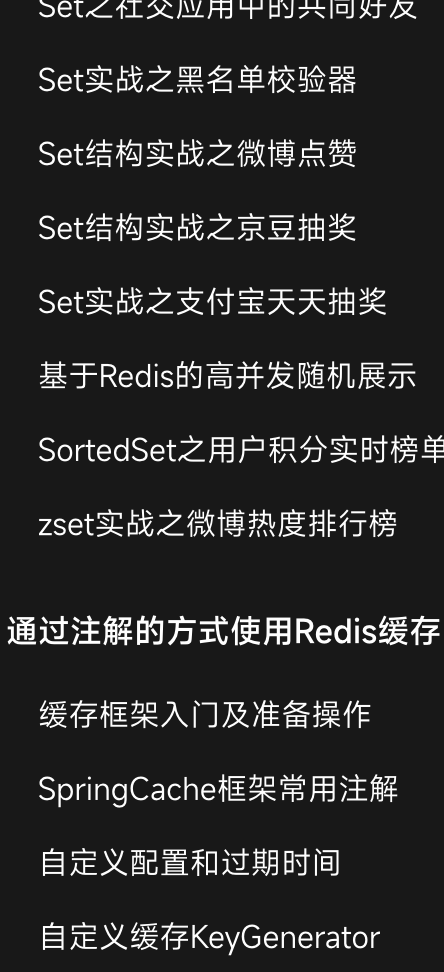 Set之社交应用中的共同好友
Set实战之黑名单校验器
Set结构实战之微博点赞
Set结构实战之京豆抽奖
Set实战之支付宝天天抽奖
基于Redis的高并发随机展示
SortedSet之用户积分实时榜单
zset实战之微博热度排行榜
通过注解的方式使用Redis缓存
缓存框架入门及准备操作
SpringCache框架常用注解
自定义配置和过期时间
自定义缓存KeyGenerator